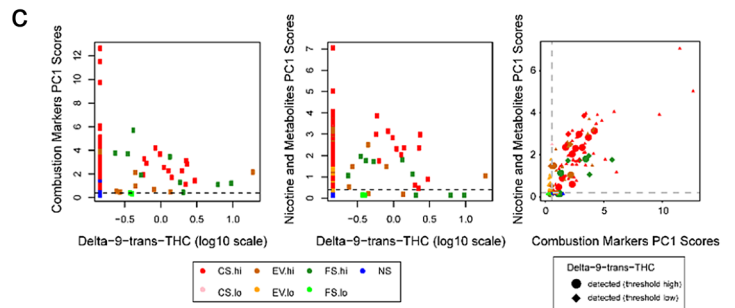 C
Combustion Markers PC1 Scores
12
10
8
6
4
2
0
−0.5 0.0 0.5 1.0
Delta−9−trans−THC (log10 scale)
Nicotine and Metabolites PC1 Scores
7
6
5
4
3
2
1
0
−0.5 0.0 0.5 1.0
Delta−9−trans−THC (log10 scale)
Nicotine and Metabolites PC1 Scores
6
4
2
0
0 5 10
Combustion Markers PC1 Scores
CS.hi EV.hi FS.hi NS
CS.lo EV.lo FS.lo
Delta−9−trans−THC
detected (threshold high)
detected (threshold low)